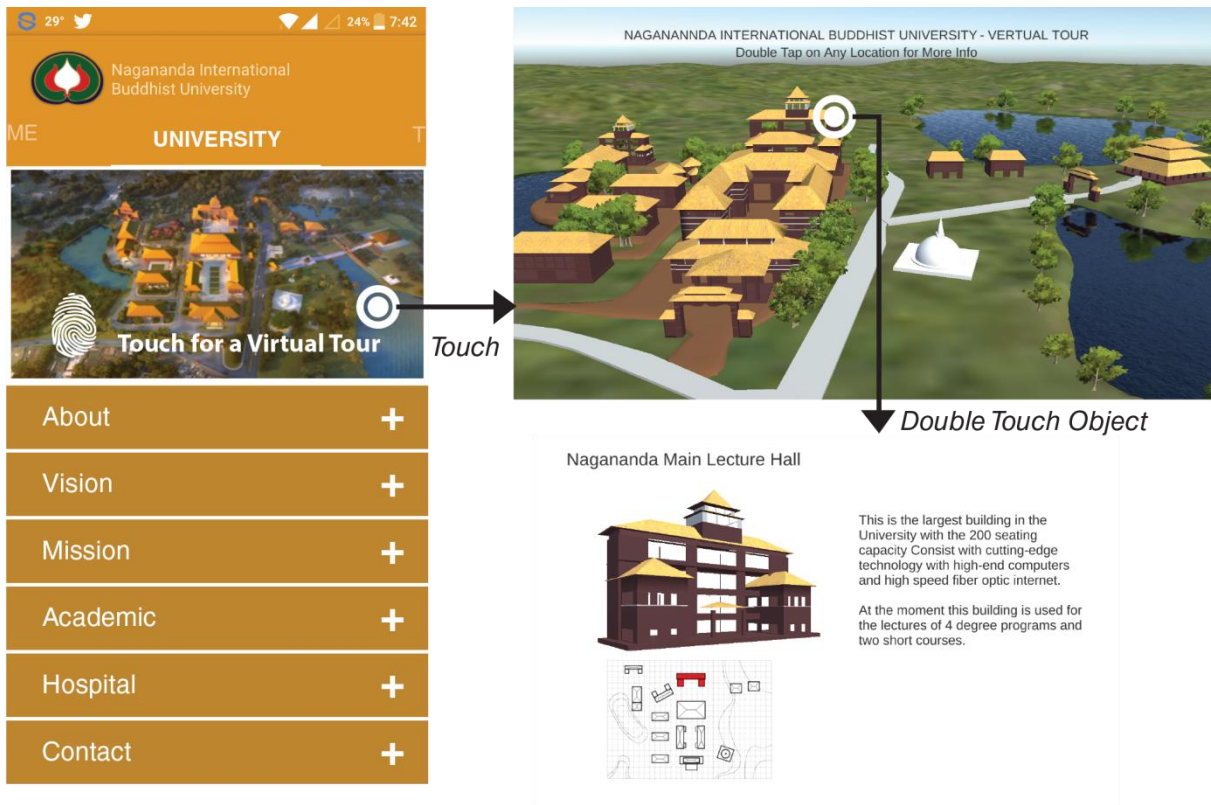 29° 24% 7:42
Nagananda International
Buddhist University
ME UNIVERSITY T
Touch for a Virtual Tour
About +
Vision +
Mission +
Academic +
Hospital +
Contact +
Touch
NAGANANNDA INTERNATIONAL BUDDHIST UNIVERSITY - VERTUAL TOUR
Double Tap on Any Location for More Info
Double Touch Object
Nagananda Main Lecture Hall
This is the largest building in the
University with the 200 seating
capacity Consist with cutting-edge
technology with high-end computers
and high speed fiber optic internet.
At the moment this building is used for
the lectures of 4 degree programs and
two short courses.